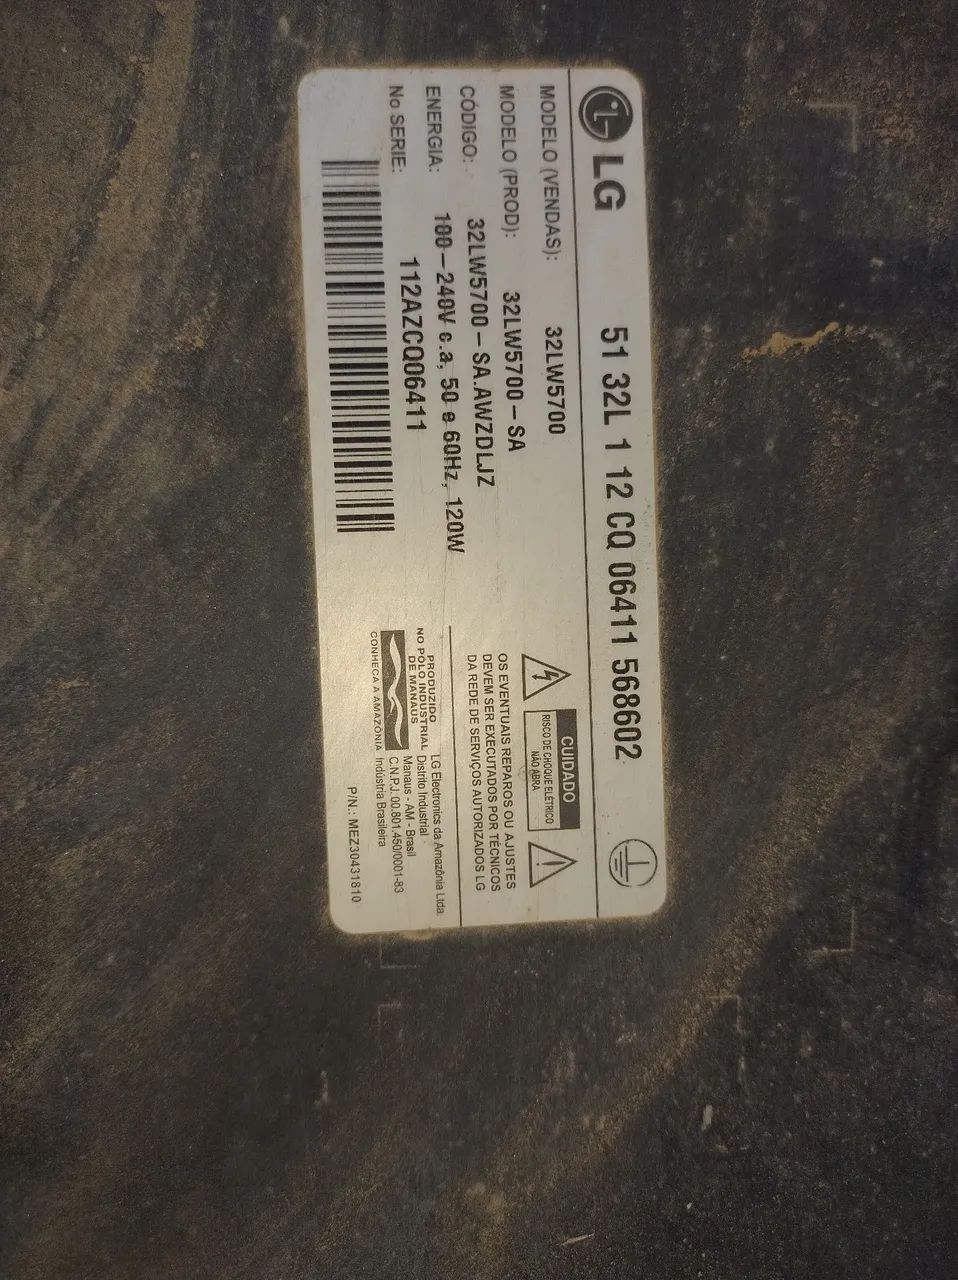 LG 51 32L 1 12 CQ 06411 568602
MODELO (VENDAS): 32LW5700
MODELO (PROD): 32LW5700-SA
CÓDIGO: 32LW5700-SA.AWZDLJZ
ENERGIA: 100-240V c.a, 50 e 60Hz, 120W
No SERIE: 112AZCQ06411
CUIDADO
RISCO DE CHOQUE ELÉTRICO
NÃO ABRA
OS EVENTUAIS REPAROS OU AJUSTES
DEVEM SER EXECUTADOS POR TÉCNICOS
DA REDE DE SERVIÇOS AUTORIZADOS LG
PRODUZIDO
NO PÓLO INDUSTRIAL
DE MANAUS
CONHEÇA A AMAZÔNIA
LG Electronics da Amazônia Ltda.
Distrito Industrial
Manaus - AM - Brasil
C.N.P.J. 00.801.450/0001-83
Indústria Brasileira
P/N.: MEZ30431810